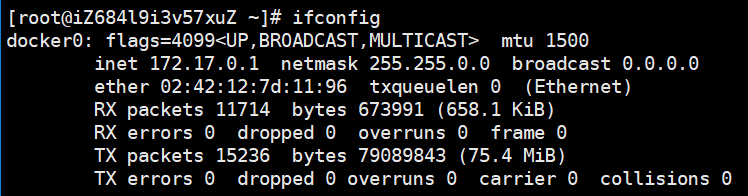 [root@iZ684l9i3v57xuZ ~]# ifconfig
docker0: flags=4099<UP,BROADCAST,MULTICAST>  mtu 1500
        inet 172.17.0.1  netmask 255.255.0.0  broadcast 0.0.0.0
        ether 02:42:12:7d:11:96  txqueuelen 0  (Ethernet)
        RX packets 11714  bytes 673991 (658.1 KiB)
        RX errors 0  dropped 0  overruns 0  frame 0
        TX packets 15236  bytes 79089843 (75.4 MiB)
        TX errors 0  dropped 0 overruns 0  carrier 0  collisions 0